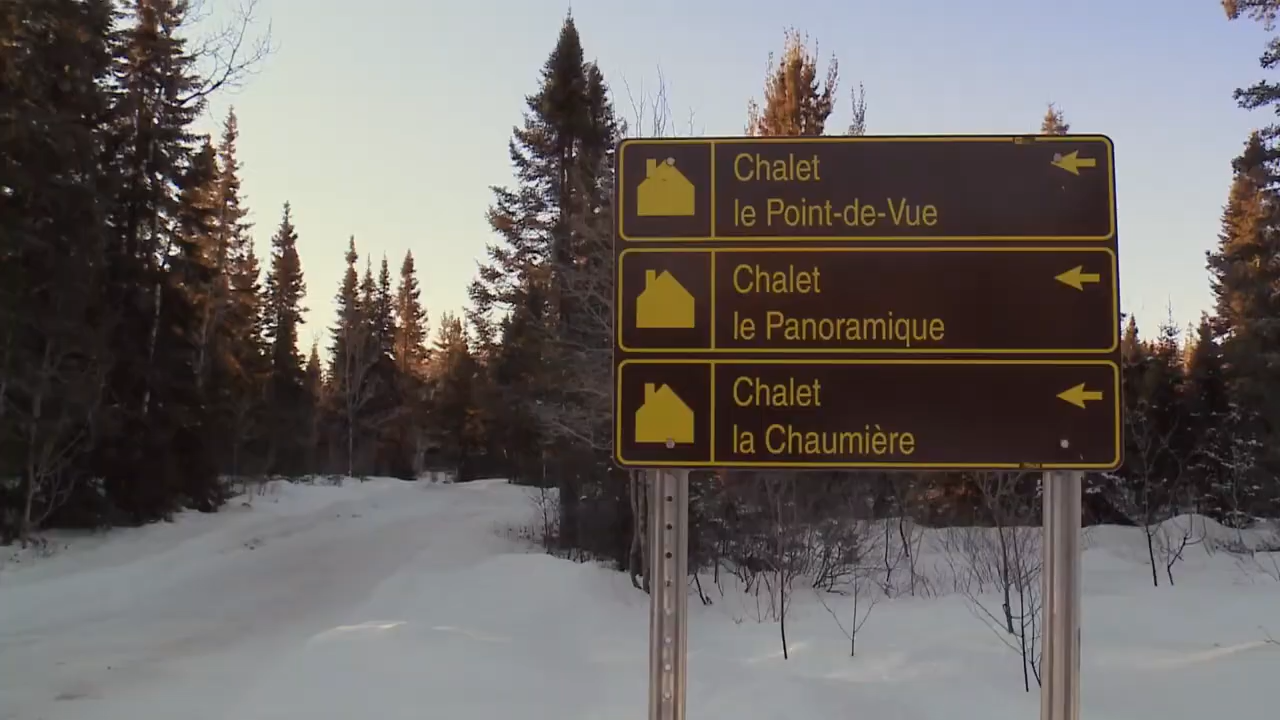 Chalet
le Point-de-Vue
Chalet
le Panoramique
Chalet
la Chaumière